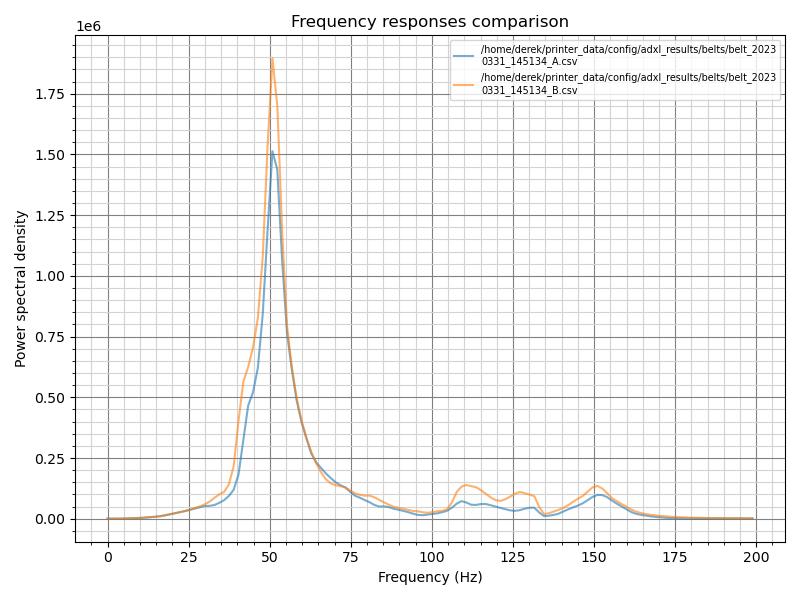 Frequency responses comparison
1e6
/home/derek/printer_data/config/adxl_results/belts/belt_2023
0331_145134_A.csv
/home/derek/printer_data/config/adxl_results/belts/belt_2023
0331_145134_B.csv
1.75
1.50
1.25
1.00
0.75
0.50
0.25
0.00
Power spectral density
0 25 50 75 100 125 150 175 200
Frequency (Hz)